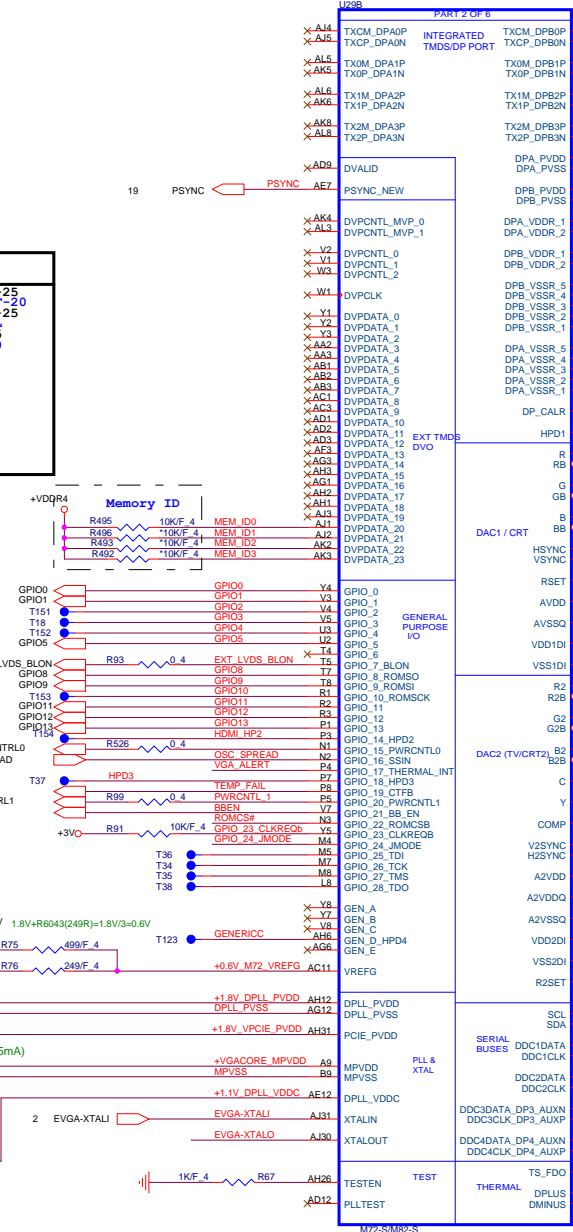 U29B
PART 2 OF 6
AJ4 TXCM_DPA0P INTEGRATED TXCM_DPB0P
AJ5 TXCP_DPA0N TMDS/DP PORT TXCP_DPB0N
AL5 TX0M_DPA1P TX0M_DPB1P
AK5 TX0P_DPA1N TX0P_DPB1N
AL6 TX1M_DPA2P TX1M_DPB2P
AK6 TX1P_DPA2N TX1P_DPB2N
AK8 TX2M_DPA3P TX2M_DPB3P
AL8 TX2P_DPA3N TX2P_DPB3N
DPA_PVDD
AD9 DVALID DPA_PVSS
19 PSYNC PSYNC AE7 PSYNC_NEW DPB_PVDD
DPB_PVSS
AK4 DVPCNTL_MVP_0 DPA_VDDR_1
AL3 DVPCNTL_MVP_1 DPA_VDDR_2
V2 DVPCNTL_0 DPB_VDDR_1
V1 DVPCNTL_1 DPB_VDDR_2
W3 DVPCNTL_2
DPB_VSSR_5
W1 DVPCLK DPB_VSSR_4
DPB_VSSR_3
Y1 DVPDATA_0 DPB_VSSR_2
Y2 DVPDATA_1 DPB_VSSR_1
Y3 DVPDATA_2
AA2 DVPDATA_3 DPA_VSSR_5
AA3 DVPDATA_4 DPA_VSSR_4
AB1 DVPDATA_5 DPA_VSSR_3
AB2 DVPDATA_6 DPA_VSSR_2
AB3 DVPDATA_7 DPA_VSSR_1
AC1 DVPDATA_8
AC3 DVPDATA_9 DP_CALR
AD1 DVPDATA_10
AD2 DVPDATA_11 EXT TMDS HPD1
AD3 DVPDATA_12 DVO
AF3 DVPDATA_13 R
AG3 DVPDATA_14 RB
AH3 DVPDATA_15
AG1 DVPDATA_16 G
AH2 DVPDATA_17 GB
AH1 DVPDATA_18
AJ3 DVPDATA_19 B
-25
-20
-25
+VDDR4 Memory ID
R495 10K/F_4 MEM_ID0 AJ1 DVPDATA_20 BB
R496 *10K/F_4 MEM_ID1 AJ2 DVPDATA_21 DAC1 / CRT
R493 *10K/F_4 MEM_ID2 AK2 DVPDATA_22 HSYNC
R492 *10K/F_4 MEM_ID3 AK3 DVPDATA_23 VSYNC
RSET
GPIO0 GPIO0 Y4 GPIO_0
GPIO1 GPIO1 V3 GPIO_1 AVDD
T151 GPIO2 V4 GPIO_2
T18 GPIO3 V5 GPIO_3 GENERAL AVSSQ
T152 GPIO4 U3 GPIO_4 PURPOSE
GPIO5 GPIO5 U2 GPIO_5 I/O VDD1DI
T4 GPIO_6
LVDS_BLON R93 0_4 EXT_LVDS_BLON T5 GPIO_7_BLON VSS1DI
GPIO8 GPIO8 T7 GPIO_8_ROMSO
GPIO9 GPIO9 T8 GPIO_9_ROMSI R2
T153 GPIO10 R1 GPIO_10_ROMSCK R2B
GPIO11 GPIO11 R2 GPIO_11
GPIO12 GPIO12 R3 GPIO_12 G2
GPIO13 GPIO13 P1 GPIO_13 G2B
T154 HDMI_HP2 P3 GPIO_14_HPD2
NTRL0 R526 0_4 N1 GPIO_15_PWRCNTL0 DAC2 (TV/CRT2) B2
AD OSC_SPREAD N2 GPIO_16_SSIN B2B
VGA_ALERT P4 GPIO_17_THERMAL_INT
T37 HPD3 P7 GPIO_18_HPD3 C
TEMP_FAIL P8 GPIO_19_CTFB
RL1 R99 0_4 PWRCNTL_1 P5 GPIO_20_PWRCNTL1 Y
BBEN V7 GPIO_21_BB_EN
ROMCS# N3 GPIO_22_ROMCSB COMP
+3V R91 10K/F_4 GPIO_23_CLKREQb Y5 GPIO_23_CLKREQB
GPIO_24_JMODE M4 GPIO_24_JMODE V2SYNC
T36 M5 GPIO_25_TDI H2SYNC
T34 M7 GPIO_26_TCK
T35 M8 GPIO_27_TMS A2VDD
T38 L8 GPIO_28_TDO
A2VDDQ
Y8 GEN_A
Y7 GEN_B A2VSSQ
V 1.8V+R6043(249R)=1.8V/3=0.6V V8 GEN_C
T123 GENERICC AH6 GEN_D_HPD4 VDD2DI
R75 499/F_4 AG6 GEN_E
VSS2DI
R76 249/F_4 +0.6V_M72_VREFG AC11 VREFG
R2SET
+1.8V_DPLL_PVDD AH12 DPLL_PVDD
DPLL_PVSS AG12 DPLL_PVSS SCL
SDA
+1.8V_VPCIE_PVDD AH31 PCIE_PVDD SERIAL
5mA) BUSES DDC1DATA
DDC1CLK
+VGACORE_MPVDD A9 MPVDD PLL &
MPVSS B9 MPVSS XTAL DDC2DATA
DDC2CLK
+1.1V_DPLL_VDDC AE12 DPLL_VDDC
DDC3DATA_DP3_AUXN
2 EVGA-XTALI EVGA-XTALI AJ31 XTALIN DDC3CLK_DP3_AUXP
EVGA-XTALO AJ30 XTALOUT DDC4DATA_DP4_AUXN
DDC4CLK_DP4_AUXP
TS_FDO
1K/F_4 R67 AH26 TESTEN TEST THERMAL
DPLUS
AD12 PLLTEST DMINUS
M72-S/M82-S